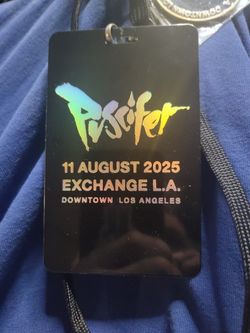 Puscifer
11 AUGUST 2025
EXCHANGE L.A.
DOWNTOWN LOS ANGELES